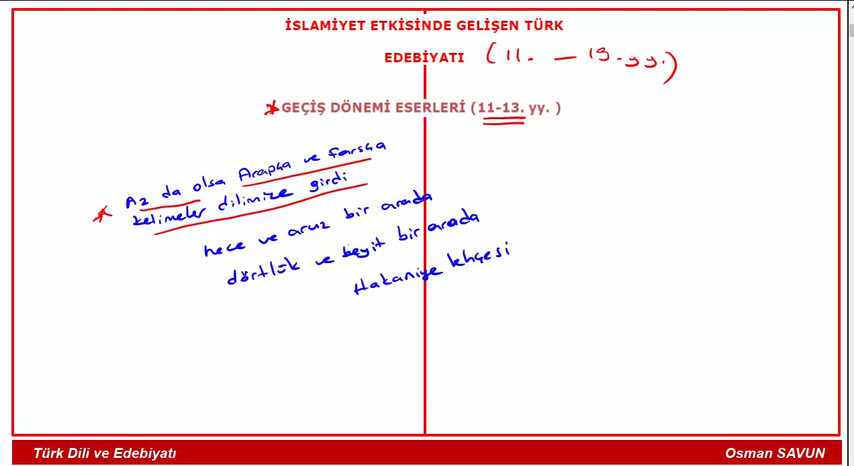 İSLAMİYET ETKİSİNDE GELİŞEN TÜRK
EDEBİYATI (11. – 19. yy.)
GEÇİŞ DÖNEMİ ESERLERİ (11-13. yy. )
Az da olsa Arapça ve farsça
kelimeler dilimize girdi
hece ve aruz bir arada
dörtlük ve beyit bir arada
Hakaniye lehçesi
Türk Dili ve Edebiyatı
Osman SAVUN